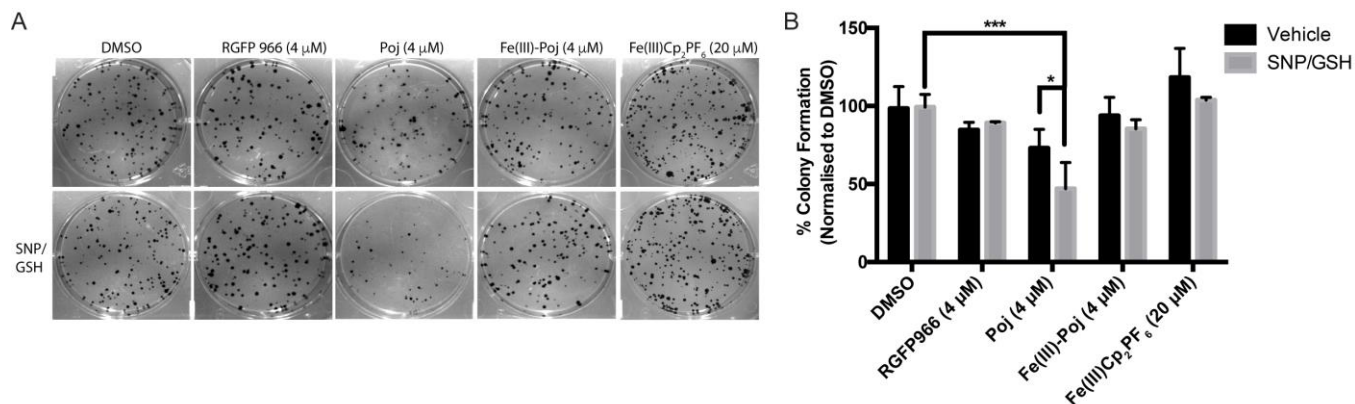 A
DMSO
RGFP 966 (4 µM)
Poj (4 µM)
Fe(III)-Poj (4 µM)
Fe(III)Cp₂PF₆ (20 µM)
SNP/
GSH
B
% Colony Formation
(Normalised to DMSO)
150
100
50
0
***
*
Vehicle
SNP/GSH
DMSO
RGFP966 (4 µM)
Poj (4 µM)
Fe(III)-Poj (4 µM)
Fe(III)Cp₂PF₆ (20 µM)